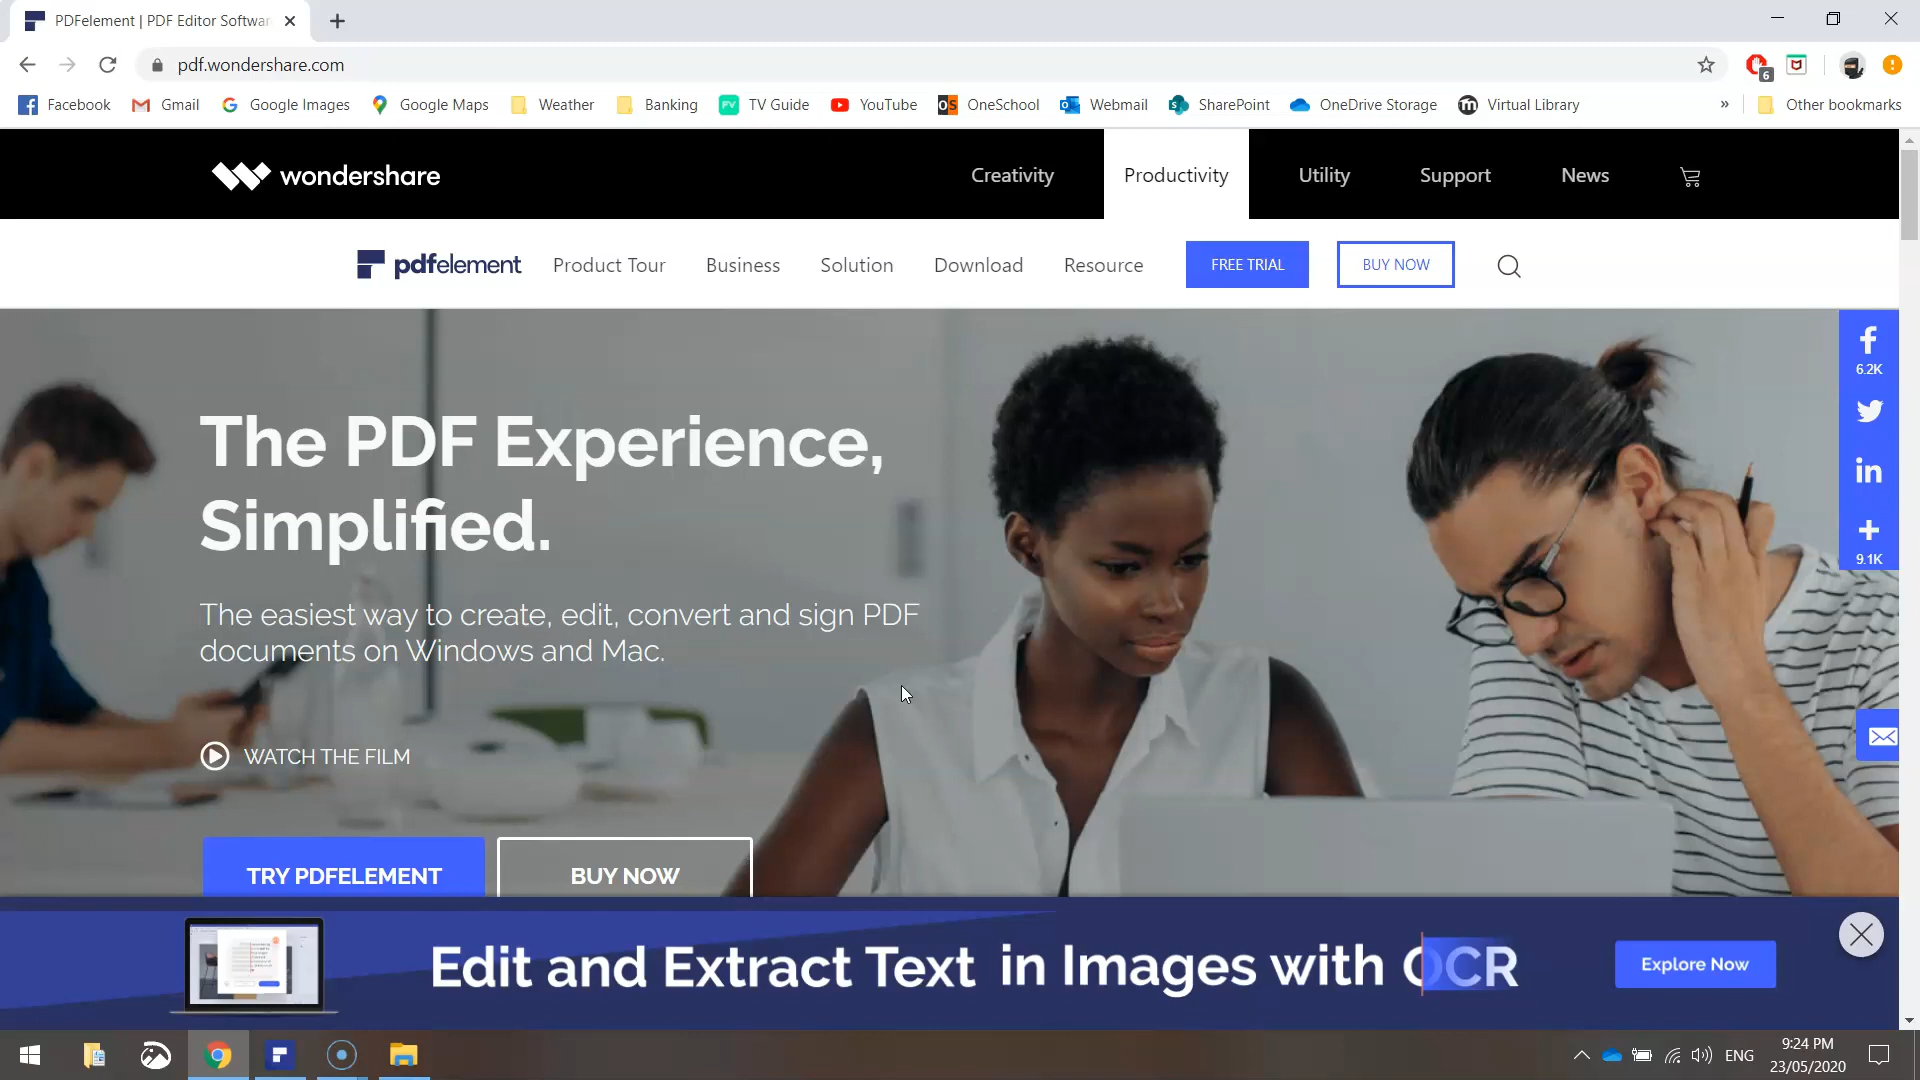 PDFelement | PDF Editor Softwar
pdf.wondershare.com
6
Facebook
Gmail
Google Images
Google Maps
Weather
Banking
FV TV Guide
YouTube
OS OneSchool
Webmail
SharePoint
OneDrive Storage
Virtual Library
»
Other bookmarks
wondershare
Creativity
Productivity
Utility
Support
News
pdfelement
Product Tour
Business
Solution
Download
Resource
FREE TRIAL
BUY NOW
The PDF Experience,
Simplified.
The easiest way to create, edit, convert and sign PDF
documents on Windows and Mac.
WATCH THE FILM
TRY PDFELEMENT
BUY NOW
6.2K
in
9.1K
Edit and Extract Text in Images with OCR
Explore Now
ENG
9:24 PM
23/05/2020